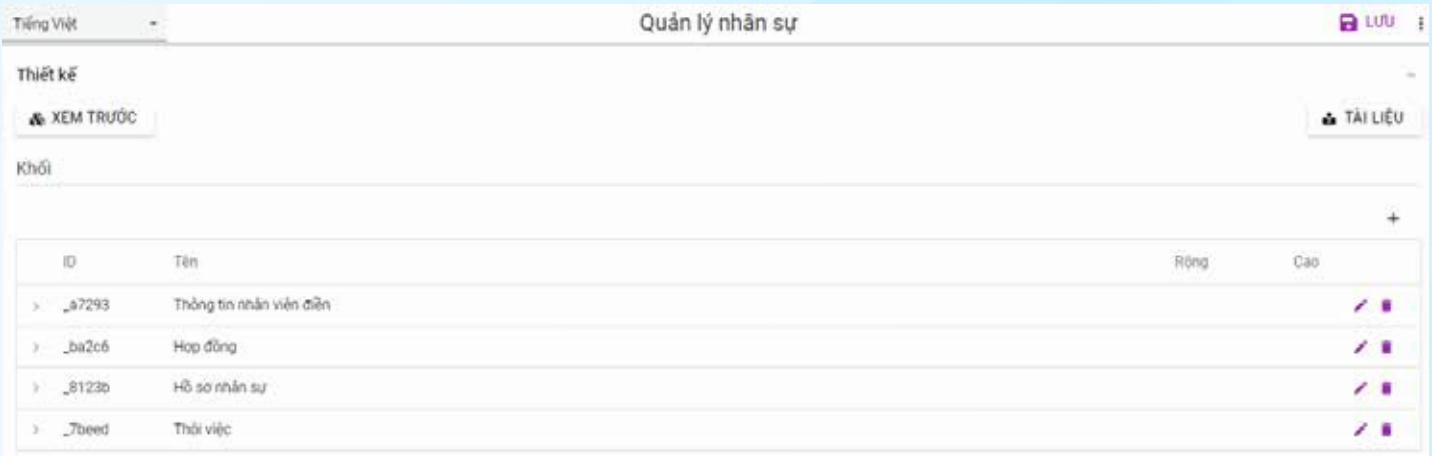 Tiếng Việt Quản lý nhân sự LƯU
Thiết kế
XEM TRƯỚC TÀI LIỆU
Khối
+
ID Tên Rộng Cao
_a7293 Thông tin nhân viên điền
_ba2c6 Hợp đồng
_8123b Hồ sơ nhân sự
_7beed Thôi việc